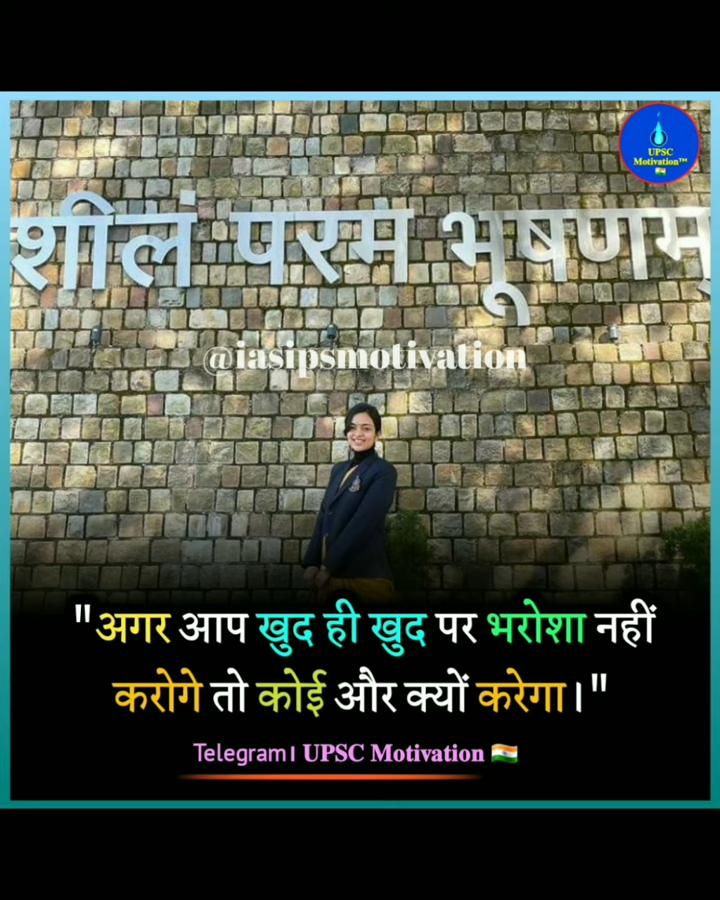 UPSC
Motivation™
शीलं परम भूषणम्
@iasipsmotivation
"अगर आप खुद ही खुद पर भरोशा नहीं
करोगे तो कोई और क्यों करेगा।"
Telegram। UPSC Motivation 🇮🇳